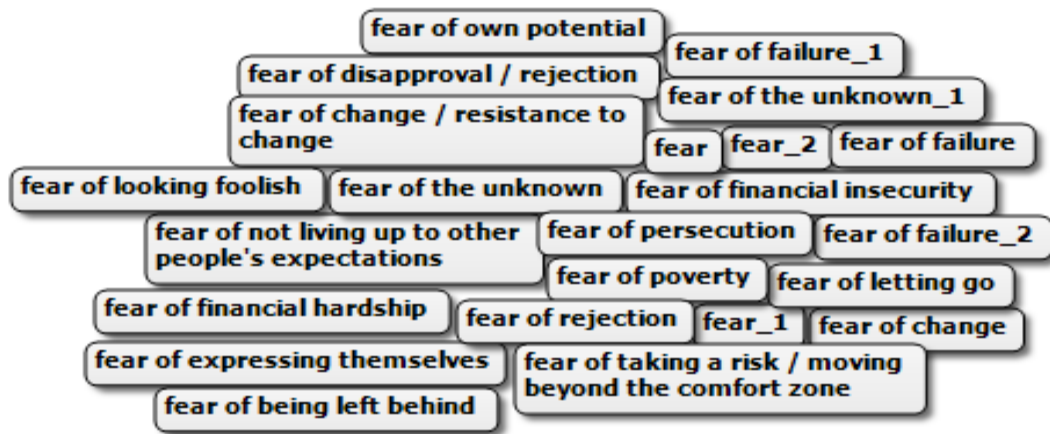 fear of own potential
fear of failure_1
fear of disapproval / rejection
fear of the unknown_1
fear of change / resistance to
change
fear
fear_2
fear of failure
fear of looking foolish
fear of the unknown
fear of financial insecurity
fear of not living up to other
people's expectations
fear of persecution
fear of failure_2
fear of poverty
fear of letting go
fear of financial hardship
fear of rejection
fear_1
fear of change
fear of expressing themselves
fear of taking a risk / moving
beyond the comfort zone
fear of being left behind